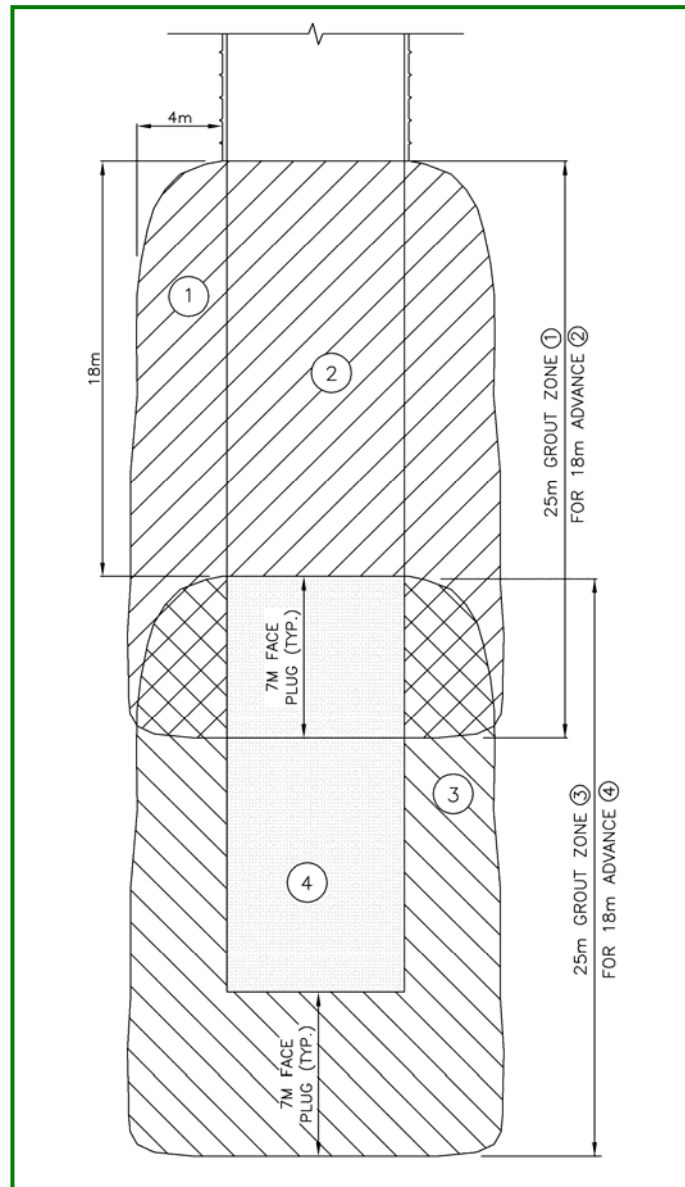 4m
18m
①
②
25m GROUT ZONE ①
FOR 18m ADVANCE ②
7M FACE
PLUG (TYP.)
③
④
25m GROUT ZONE ③
FOR 18m ADVANCE ④
7M FACE
PLUG (TYP.)